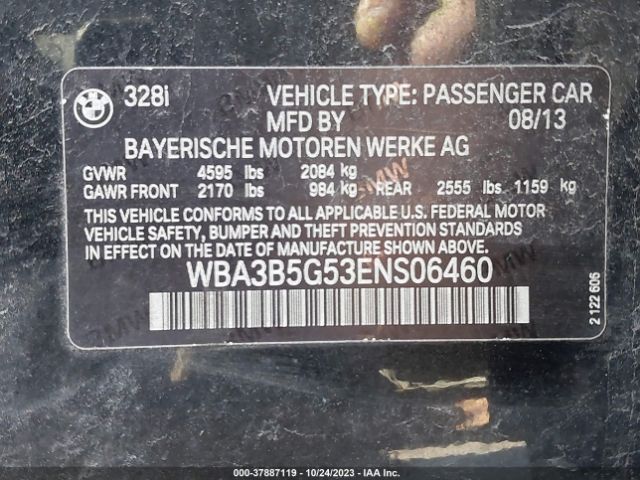 BMW 328i VEHICLE TYPE: PASSENGER CAR
MFD BY 08/13
BAYERISCHE MOTOREN WERKE AG
GVWR 4595 lbs 2084 kg
GAWR FRONT 2170 lbs 984 kg REAR 2555 lbs 1159 kg
THIS VEHICLE CONFORMS TO ALL APPLICABLE U.S. FEDERAL MOTOR
VEHICLE SAFETY, BUMPER, AND THEFT PREVENTION STANDARDS
IN EFFECT ON THE DATE OF MANUFACTURE SHOWN ABOVE.
WBA3B5G53ENS06460
2 122 606
000-37887119 | 10/24/2023 | IAA Inc.